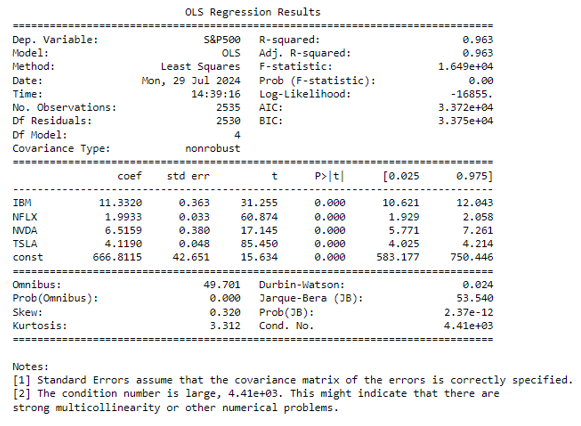 OLS Regression Results
==============================================================================
Dep. Variable: S&P500 R-squared: 0.963
Model: OLS Adj. R-squared: 0.963
Method: Least Squares F-statistic: 1.649e+04
Date: Mon, 29 Jul 2024 Prob (F-statistic): 0.00
Time: 14:39:16 Log-Likelihood: -16855.
No. Observations: 2535 AIC: 3.372e+04
Df Residuals: 2530 BIC: 3.375e+04
Df Model: 4
Covariance Type: nonrobust
==============================================================================
coef std err t P>|t| [0.025 0.975]
------------------------------------------------------------------------------
IBM 11.3320 0.363 31.255 0.000 10.621 12.043
NFLX 1.9933 0.033 60.874 0.000 1.929 2.058
NVDA 6.5159 0.380 17.145 0.000 5.771 7.261
TSLA 4.1190 0.048 85.450 0.000 4.025 4.214
const 666.8115 42.651 15.634 0.000 583.177 750.446
==============================================================================
Omnibus: 49.701 Durbin-Watson: 0.024
Prob(Omnibus): 0.000 Jarque-Bera (JB): 53.540
Skew: 0.320 Prob(JB): 2.37e-12
Kurtosis: 3.312 Cond. No. 4.41e+03
==============================================================================
Notes:
[1] Standard Errors assume that the covariance matrix of the errors is correctly specified.
[2] The condition number is large, 4.41e+03. This might indicate that there are
strong multicollinearity or other numerical problems.